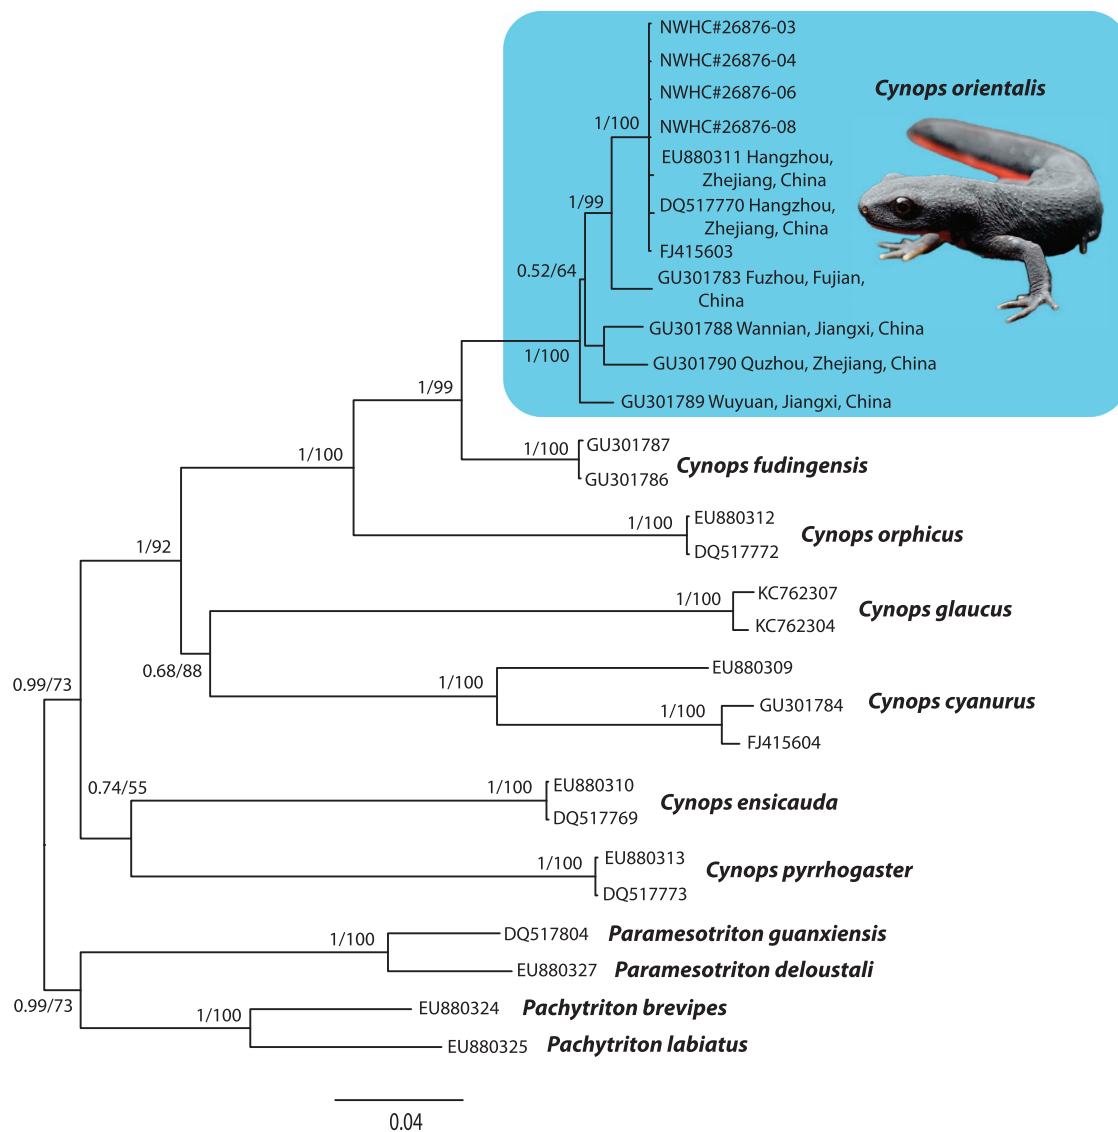 NWHC#26876-03
NWHC#26876-04
NWHC#26876-06
Cynops orientalis
NWHC#26876-08
1/100
EU880311 Hangzhou,
Zhejiang, China
DQ517770 Hangzhou,
Zhejiang, China
1/99
FJ415603
0.52/64
GU301783 Fuzhou, Fujian,
China
GU301788 Wannian, Jiangxi, China
1/100
GU301790 Quzhou, Zhejiang, China
1/99
GU301789 Wuyuan, Jiangxi, China
GU301787
1/100
1/100
Cynops fudingensis
GU301786
EU880312
1/100
Cynops orphicus
1/92
DQ517772
KC762307
1/100
Cynops glaucus
KC762304
0.68/88
EU880309
0.99/73
1/100
Cynops cyanurus
GU301784
1/100
FJ415604
0.74/55
EU880310
1/100
Cynops ensicauda
DQ517769
EU880313
1/100
Cynops pyrrhogaster
DQ517773
DQ517804 Paramesotriton guanxiensis
1/100
EU880327 Paramesotriton deloustali
0.99/73
EU880324 Pachytriton brevipes
1/100
EU880325 Pachytriton labiatus
0.04